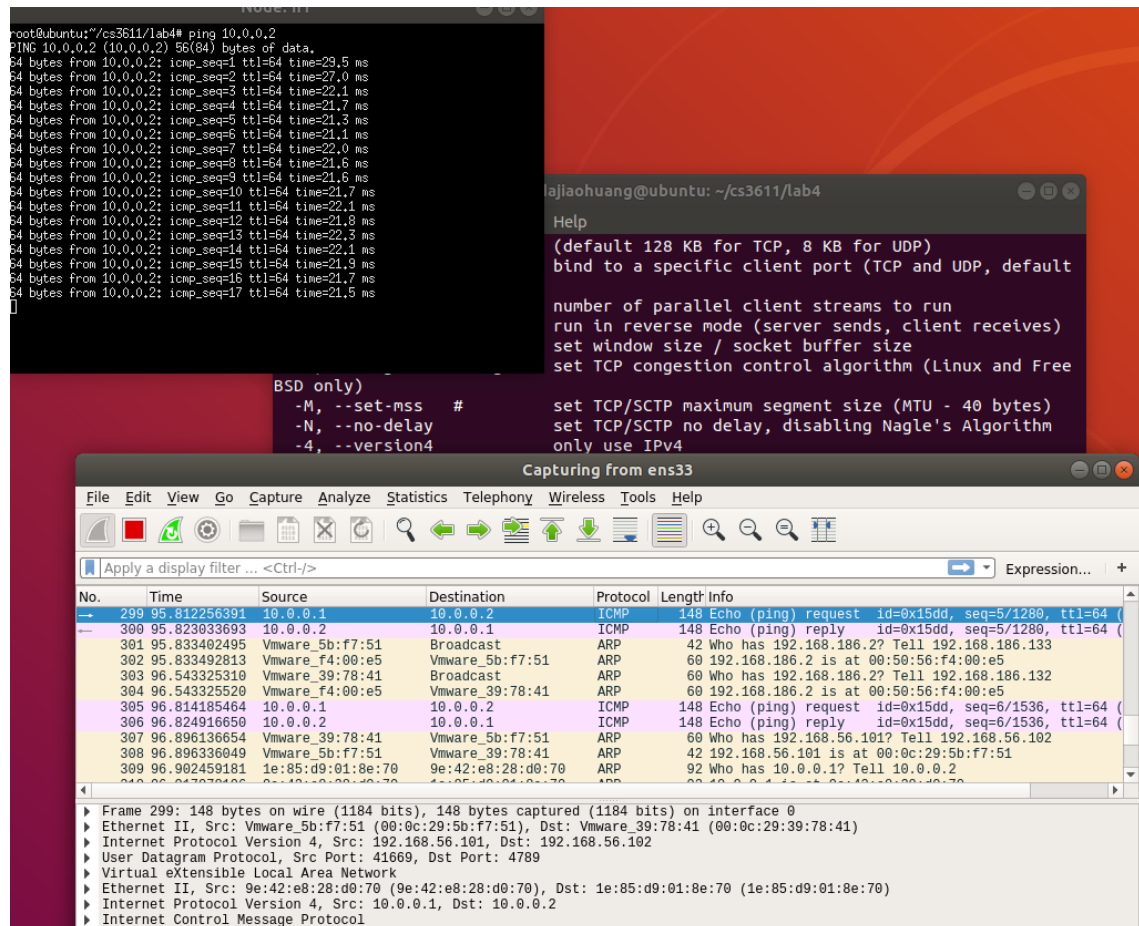 Node: h1
root@ubuntu:~/cs3611/lab4# ping 10.0.0.2
PING 10.0.0.2 (10.0.0.2) 56(84) bytes of data.
64 bytes from 10.0.0.2: icmp_seq=1 ttl=64 time=29.5 ms
64 bytes from 10.0.0.2: icmp_seq=2 ttl=64 time=27.0 ms
64 bytes from 10.0.0.2: icmp_seq=3 ttl=64 time=22.1 ms
64 bytes from 10.0.0.2: icmp_seq=4 ttl=64 time=21.7 ms
64 bytes from 10.0.0.2: icmp_seq=5 ttl=64 time=21.3 ms
64 bytes from 10.0.0.2: icmp_seq=6 ttl=64 time=21.1 ms
64 bytes from 10.0.0.2: icmp_seq=7 ttl=64 time=22.0 ms
64 bytes from 10.0.0.2: icmp_seq=8 ttl=64 time=21.6 ms
64 bytes from 10.0.0.2: icmp_seq=9 ttl=64 time=21.6 ms
64 bytes from 10.0.0.2: icmp_seq=10 ttl=64 time=21.7 ms
64 bytes from 10.0.0.2: icmp_seq=11 ttl=64 time=22.1 ms
64 bytes from 10.0.0.2: icmp_seq=12 ttl=64 time=21.8 ms
64 bytes from 10.0.0.2: icmp_seq=13 ttl=64 time=22.3 ms
64 bytes from 10.0.0.2: icmp_seq=14 ttl=64 time=22.1 ms
64 bytes from 10.0.0.2: icmp_seq=15 ttl=64 time=21.9 ms
64 bytes from 10.0.0.2: icmp_seq=16 ttl=64 time=21.7 ms
64 bytes from 10.0.0.2: icmp_seq=17 ttl=64 time=21.5 ms
lajiaohuang@ubuntu: ~/cs3611/lab4
Help
(default 128 KB for TCP, 8 KB for UDP)
bind to a specific client port (TCP and UDP, default
number of parallel client streams to run
run in reverse mode (server sends, client receives)
set window size / socket buffer size
set TCP congestion control algorithm (Linux and Free
BSD only)
-M, --set-mss # set TCP/SCTP maximum segment size (MTU - 40 bytes)
-N, --no-delay set TCP/SCTP no delay, disabling Nagle's Algorithm
-4, --version4 only use IPv4
Capturing from ens33
File Edit View Go Capture Analyze Statistics Telephony Wireless Tools Help
Apply a display filter ... <Ctrl-/> Expression... +
No. Time Source Destination Protocol Length Info
299 95.812256391 10.0.0.1 10.0.0.2 ICMP 148 Echo (ping) request id=0x15dd, seq=5/1280, ttl=64 (
300 95.823033693 10.0.0.2 10.0.0.1 ICMP 148 Echo (ping) reply id=0x15dd, seq=5/1280, ttl=64 (
301 95.833402495 Vmware_5b:f7:51 Broadcast ARP 42 Who has 192.168.186.2? Tell 192.168.186.133
302 95.833492813 Vmware_f4:00:e5 Vmware_5b:f7:51 ARP 60 192.168.186.2 is at 00:50:56:f4:00:e5
303 96.543325310 Vmware_39:78:41 Broadcast ARP 60 Who has 192.168.186.2? Tell 192.168.186.132
304 96.543325520 Vmware_f4:00:e5 Vmware_39:78:41 ARP 60 192.168.186.2 is at 00:50:56:f4:00:e5
305 96.814185464 10.0.0.1 10.0.0.2 ICMP 148 Echo (ping) request id=0x15dd, seq=6/1536, ttl=64 (
306 96.824916650 10.0.0.2 10.0.0.1 ICMP 148 Echo (ping) reply id=0x15dd, seq=6/1536, ttl=64 (
307 96.896136654 Vmware_39:78:41 Vmware_5b:f7:51 ARP 60 Who has 192.168.56.101? Tell 192.168.56.102
308 96.896336049 Vmware_5b:f7:51 Vmware_39:78:41 ARP 42 192.168.56.101 is at 00:0c:29:5b:f7:51
309 96.902459181 1e:85:d9:01:8e:70 9e:42:e8:28:d0:70 ARP 92 Who has 10.0.0.1? Tell 10.0.0.2
Frame 299: 148 bytes on wire (1184 bits), 148 bytes captured (1184 bits) on interface 0
Ethernet II, Src: Vmware_5b:f7:51 (00:0c:29:5b:f7:51), Dst: Vmware_39:78:41 (00:0c:29:39:78:41)
Internet Protocol Version 4, Src: 192.168.56.101, Dst: 192.168.56.102
User Datagram Protocol, Src Port: 41669, Dst Port: 4789
Virtual eXtensible Local Area Network
Ethernet II, Src: 9e:42:e8:28:d0:70 (9e:42:e8:28:d0:70), Dst: 1e:85:d9:01:8e:70 (1e:85:d9:01:8e:70)
Internet Protocol Version 4, Src: 10.0.0.1, Dst: 10.0.0.2
Internet Control Message Protocol